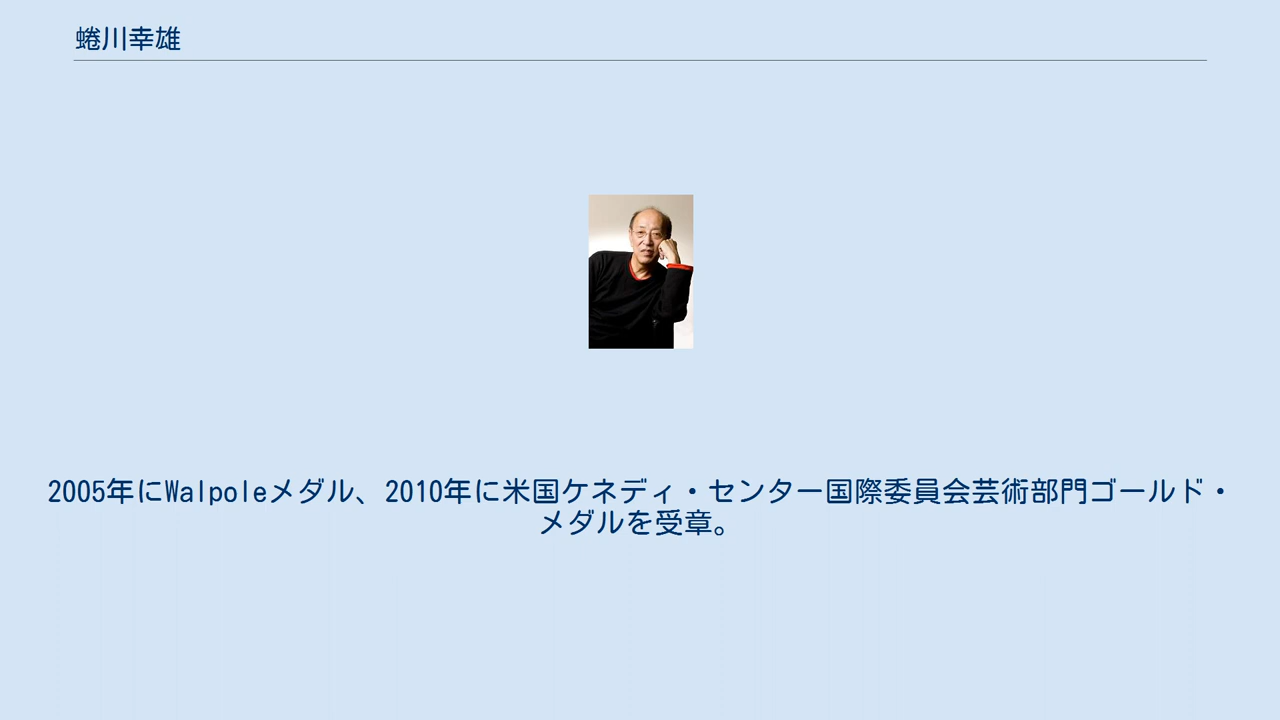 蜷川幸雄
2005年にWalpoleメダル、2010年に米国ケネディ・センター国際委員会芸術部門ゴールド・
メダルを受章。